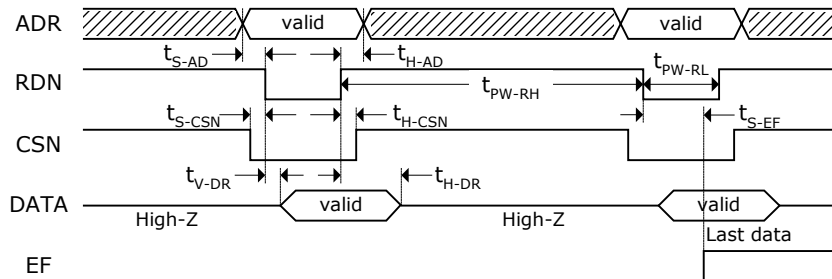 ADR valid valid
t_S-AD t_H-AD
RDN t_PW-RH t_PW-RL
t_S-CSN t_H-CSN t_S-EF
CSN
t_V-DR t_H-DR
DATA High-Z valid High-Z valid
Last data
EF